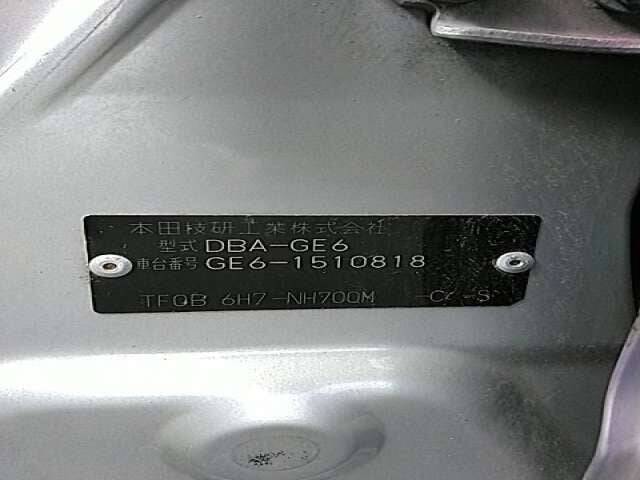 本田技研工業株式会社
型式 DBA-GE6
車台番号 GE6-1510818
TFQB 6H7-NH700M -C/ -S